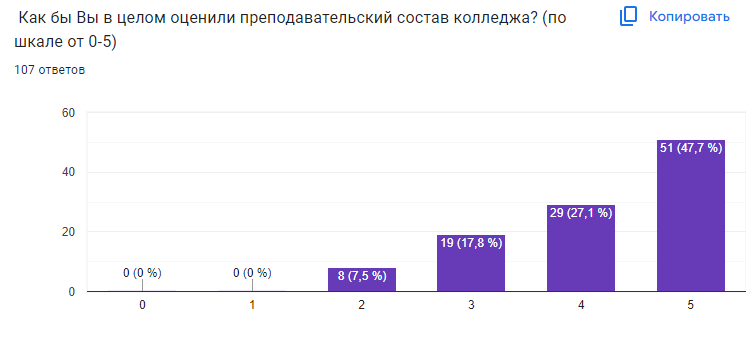 Как бы Вы в целом оценили преподавательский состав колледжа? (по
шкале от 0-5)
Копировать
107 ответов
60
40
20
0
0 (0 %)
0 (0 %)
8 (7,5 %)
19 (17,8 %)
29 (27,1 %)
51 (47,7 %)
0
1
2
3
4
5